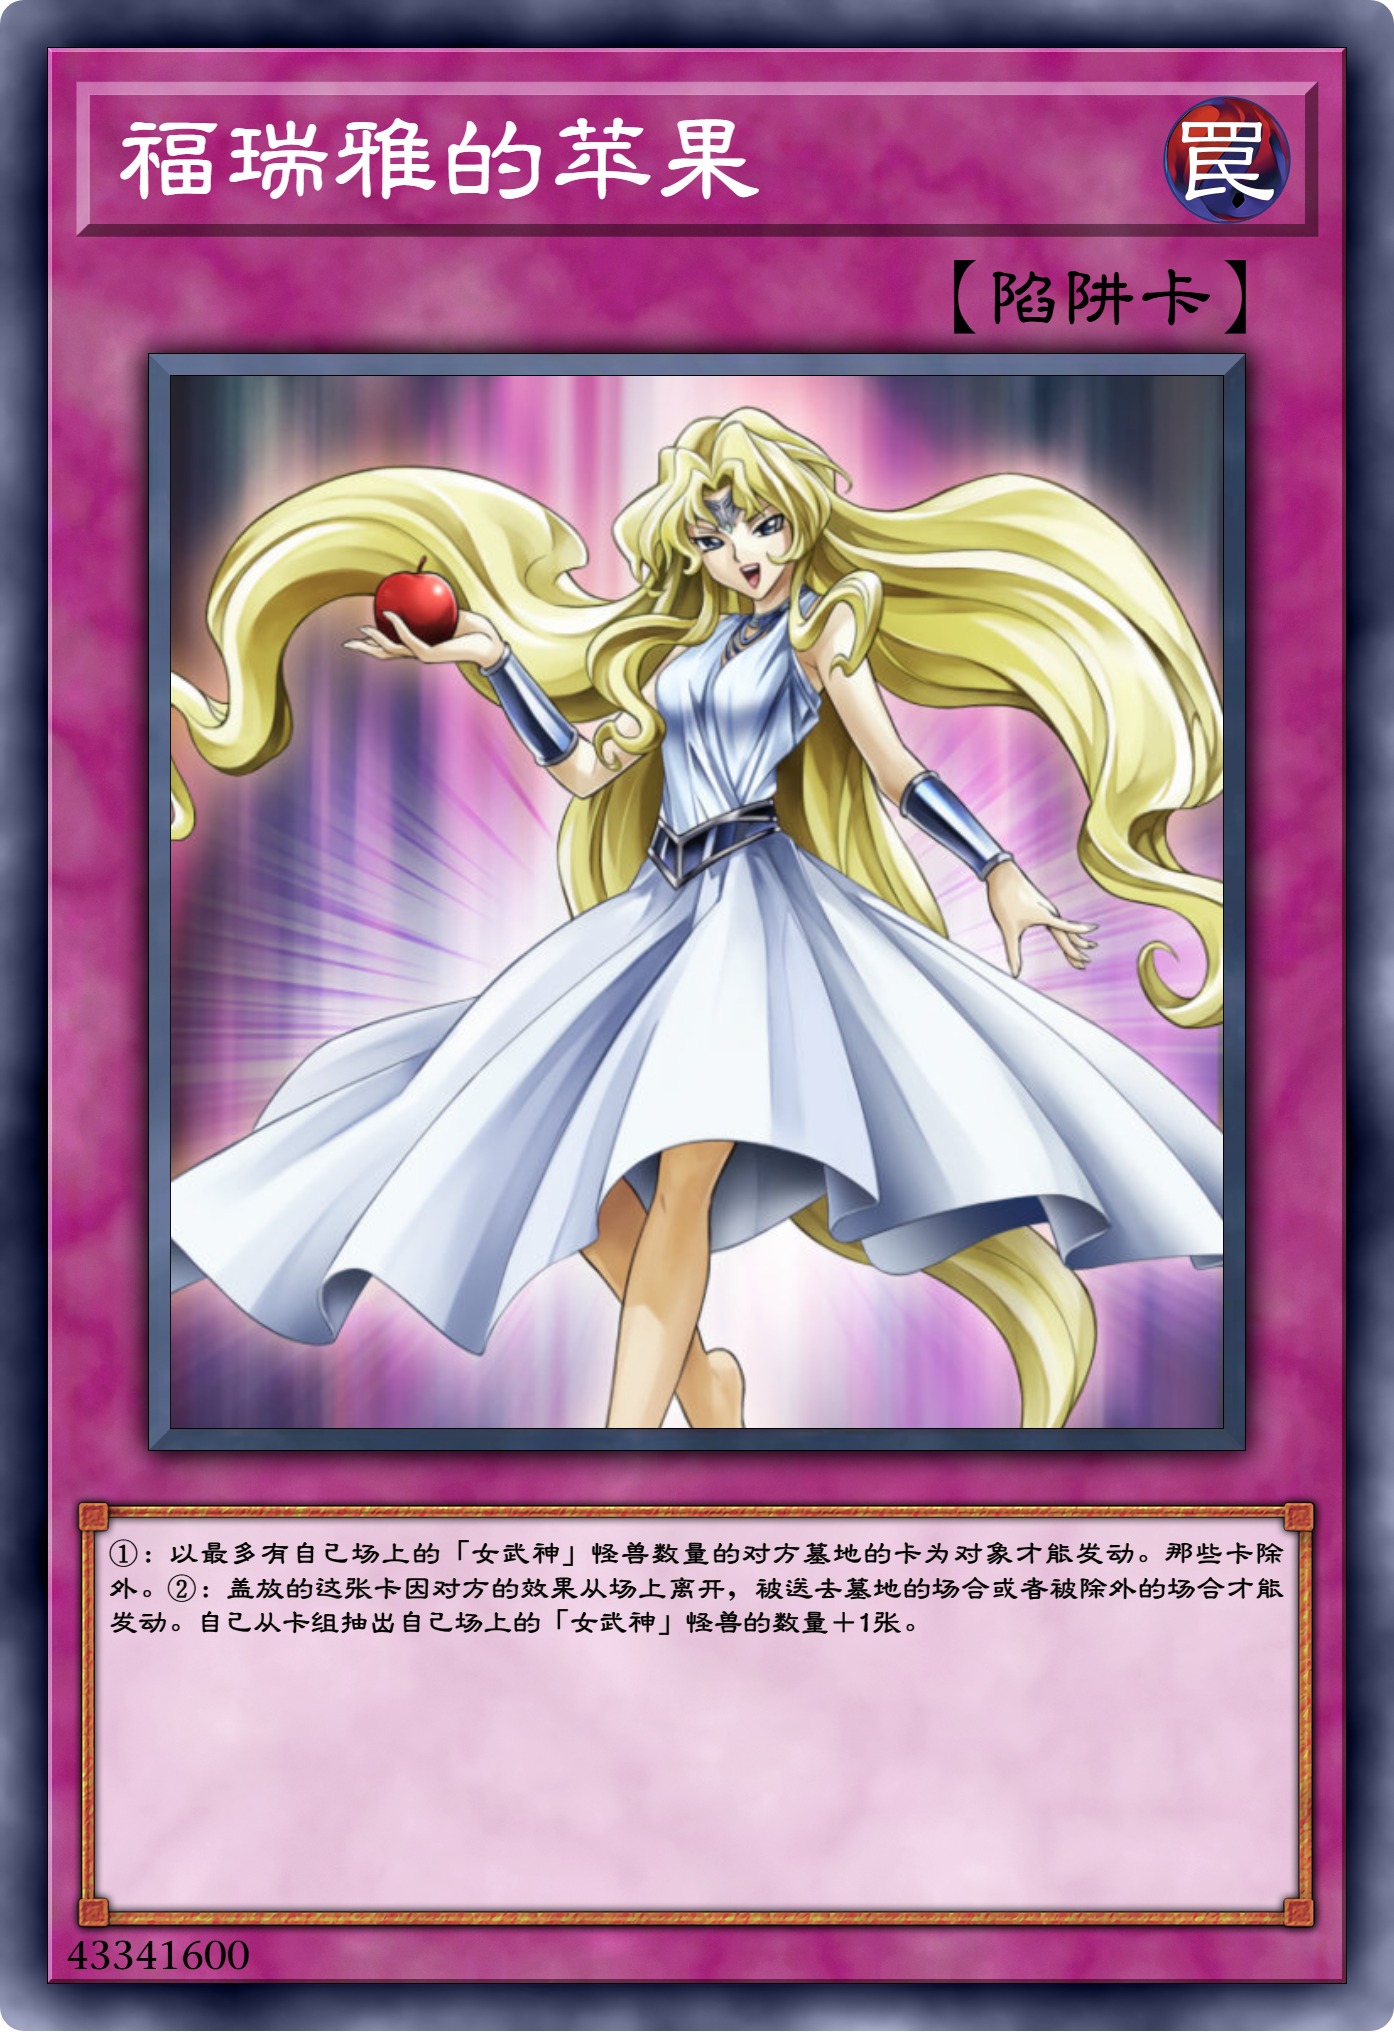 福瑞雅的苹果
罠
【陷阱卡】
①：以最多有自己场上的「女武神」怪兽数量的对方墓地的卡为对象才能发动。那些卡除
外。②：盖放的这张卡因对方的效果从场上离开，被送去墓地的场合或者被除外的场合才能
发动。自己从卡组抽出自己场上的「女武神」怪兽的数量＋1张。
43341600